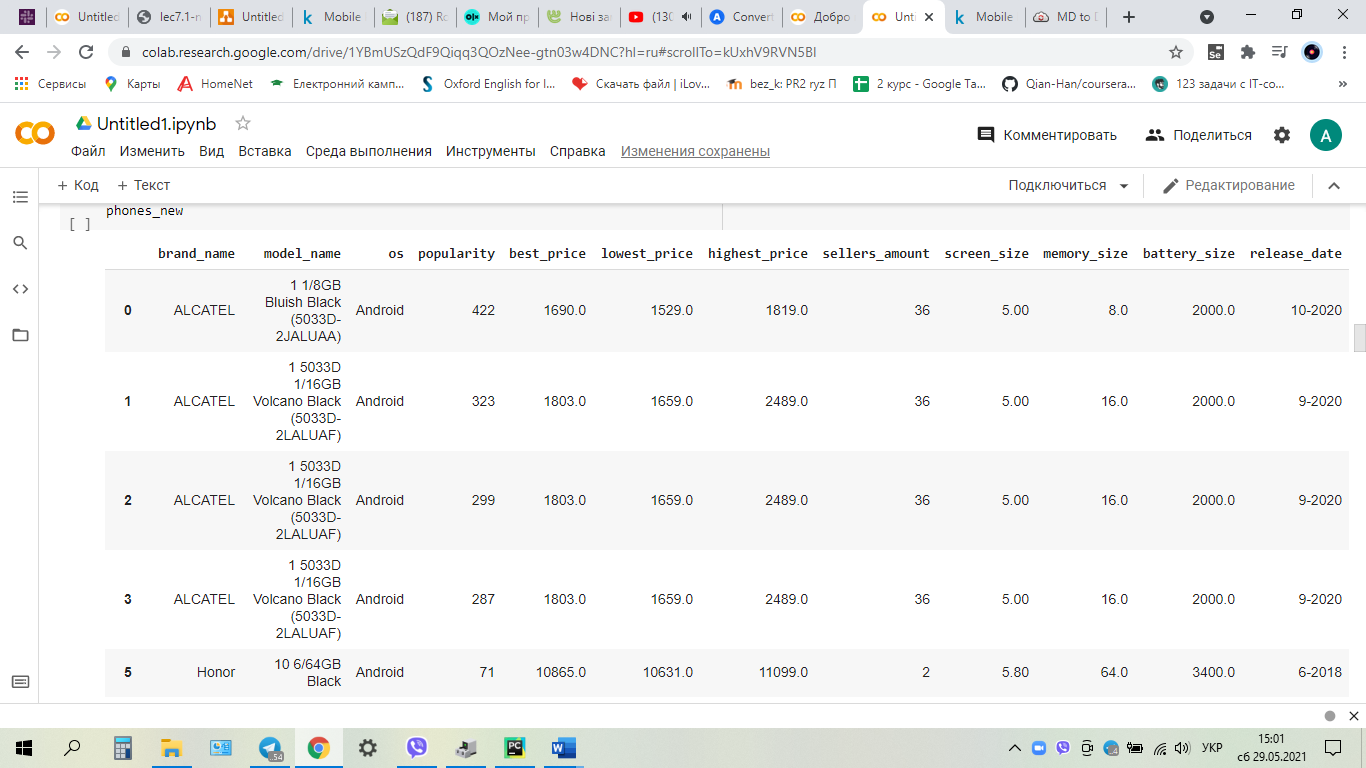 Untitled lec7.1-n Untitled Mobile (187) Ro Мой пр Нові за (130 Convert Добро Unti Mobile MD to D
colab.research.google.com/drive/1YBmUSzQdF9Qiqq3QOzNee-gtn03w4DNC?hl=ru#scrollTo=kUxhV9RVN5BI
Сервисы Карты HomeNet Електронний камп... Oxford English for I... Скачать файл | iLov... bez_k: PR2 ryz П 2 курс - Google Та... Qian-Han/coursera... 123 задачи с IT-со... »
Untitled1.ipynb
Комментировать Поделиться A
Файл Изменить Вид Вставка Среда выполнения Инструменты Справка Изменения сохранены
+ Код + Текст Подключиться Редактирование
phones_new
[ ]
brand_name model_name os popularity best_price lowest_price highest_price sellers_amount screen_size memory_size battery_size release_date
1 1/8GB
Bluish Black
0 ALCATEL (5033D- Android 422 1690.0 1529.0 1819.0 36 5.00 8.0 2000.0 10-2020
2JALUAA)
1 5033D
1/16GB
1 ALCATEL Volcano Black Android 323 1803.0 1659.0 2489.0 36 5.00 16.0 2000.0 9-2020
(5033D-
2LALUAF)
1 5033D
1/16GB
2 ALCATEL Volcano Black Android 299 1803.0 1659.0 2489.0 36 5.00 16.0 2000.0 9-2020
(5033D-
2LALUAF)
1 5033D
1/16GB
3 ALCATEL Volcano Black Android 287 1803.0 1659.0 2489.0 36 5.00 16.0 2000.0 9-2020
(5033D-
2LALUAF)
5 Honor 10 6/64GB Android 71 10865.0 10631.0 11099.0 2 5.80 64.0 3400.0 6-2018
Black
54 УКР 15:01
сб 29.05.2021